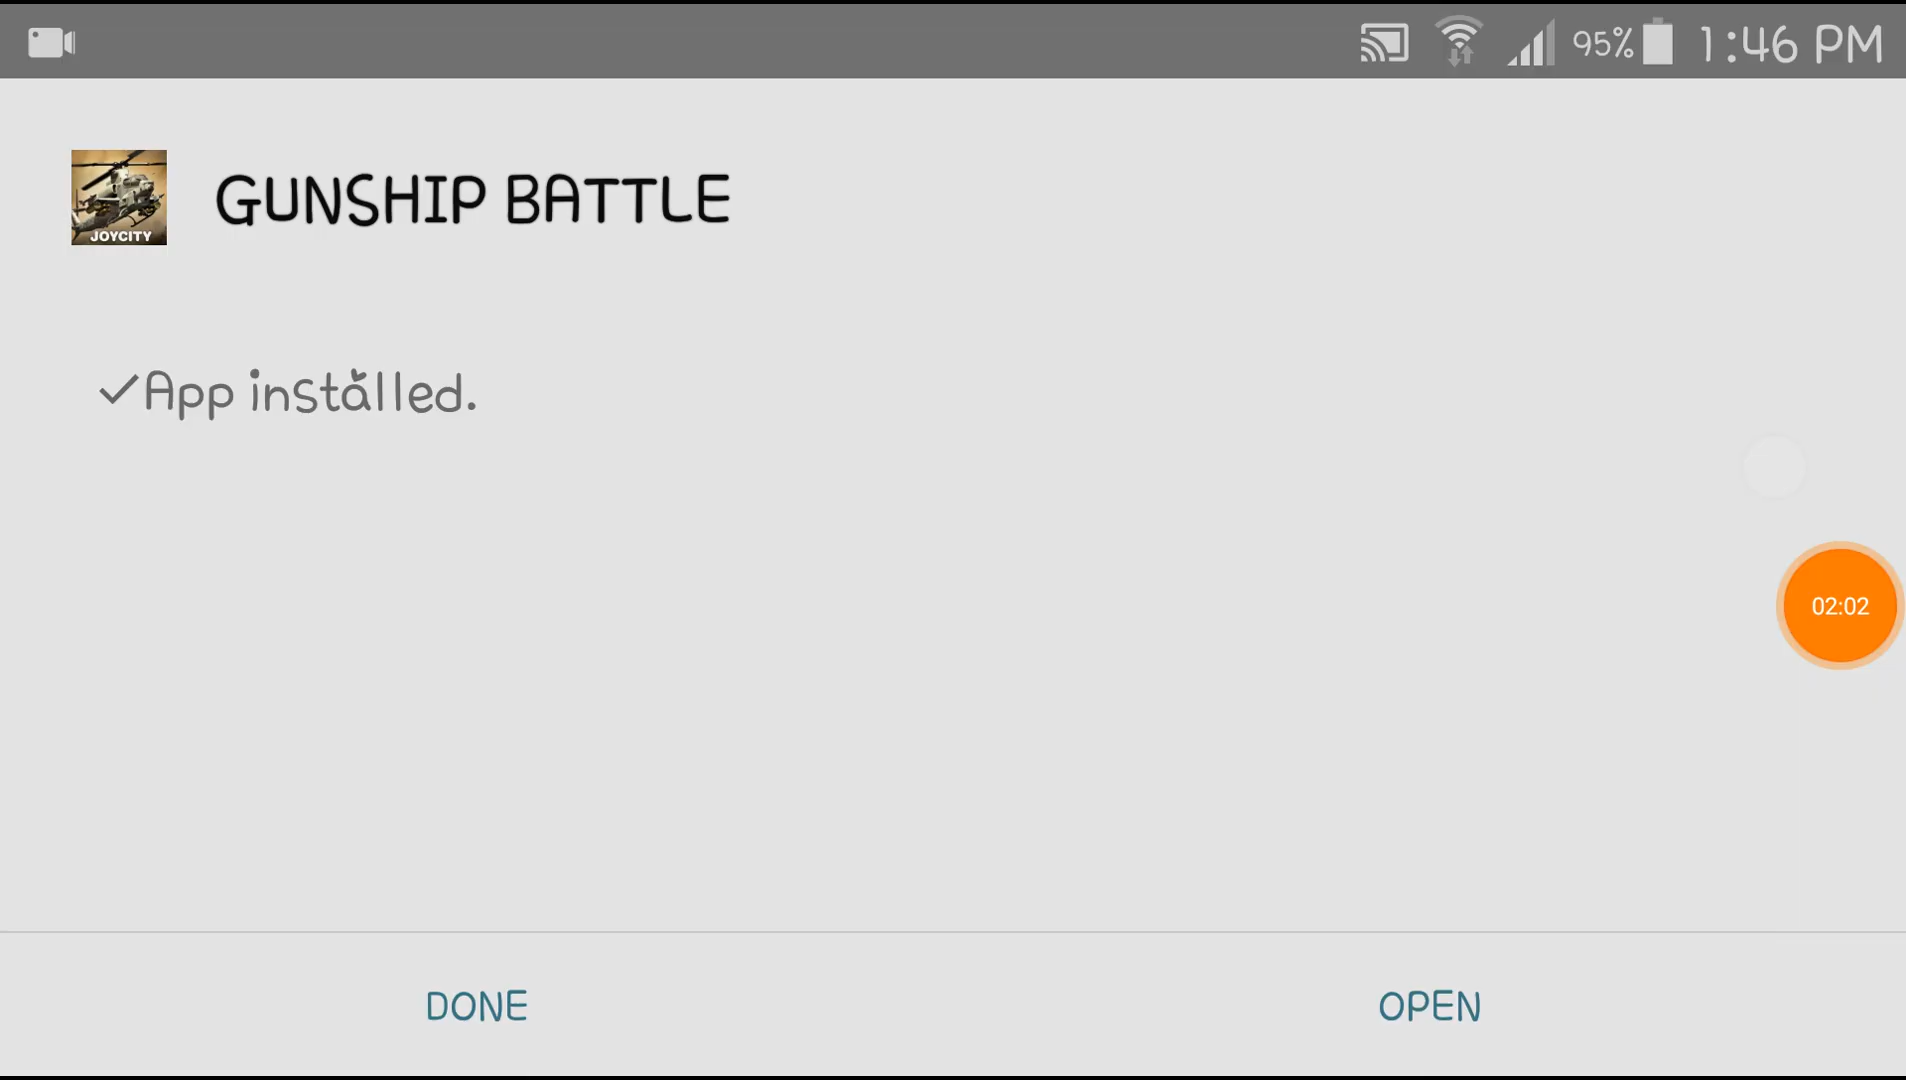 95% 1:46 PM
JOYCITY
GUNSHIP BATTLE
App installed.
02:02
DONE
OPEN